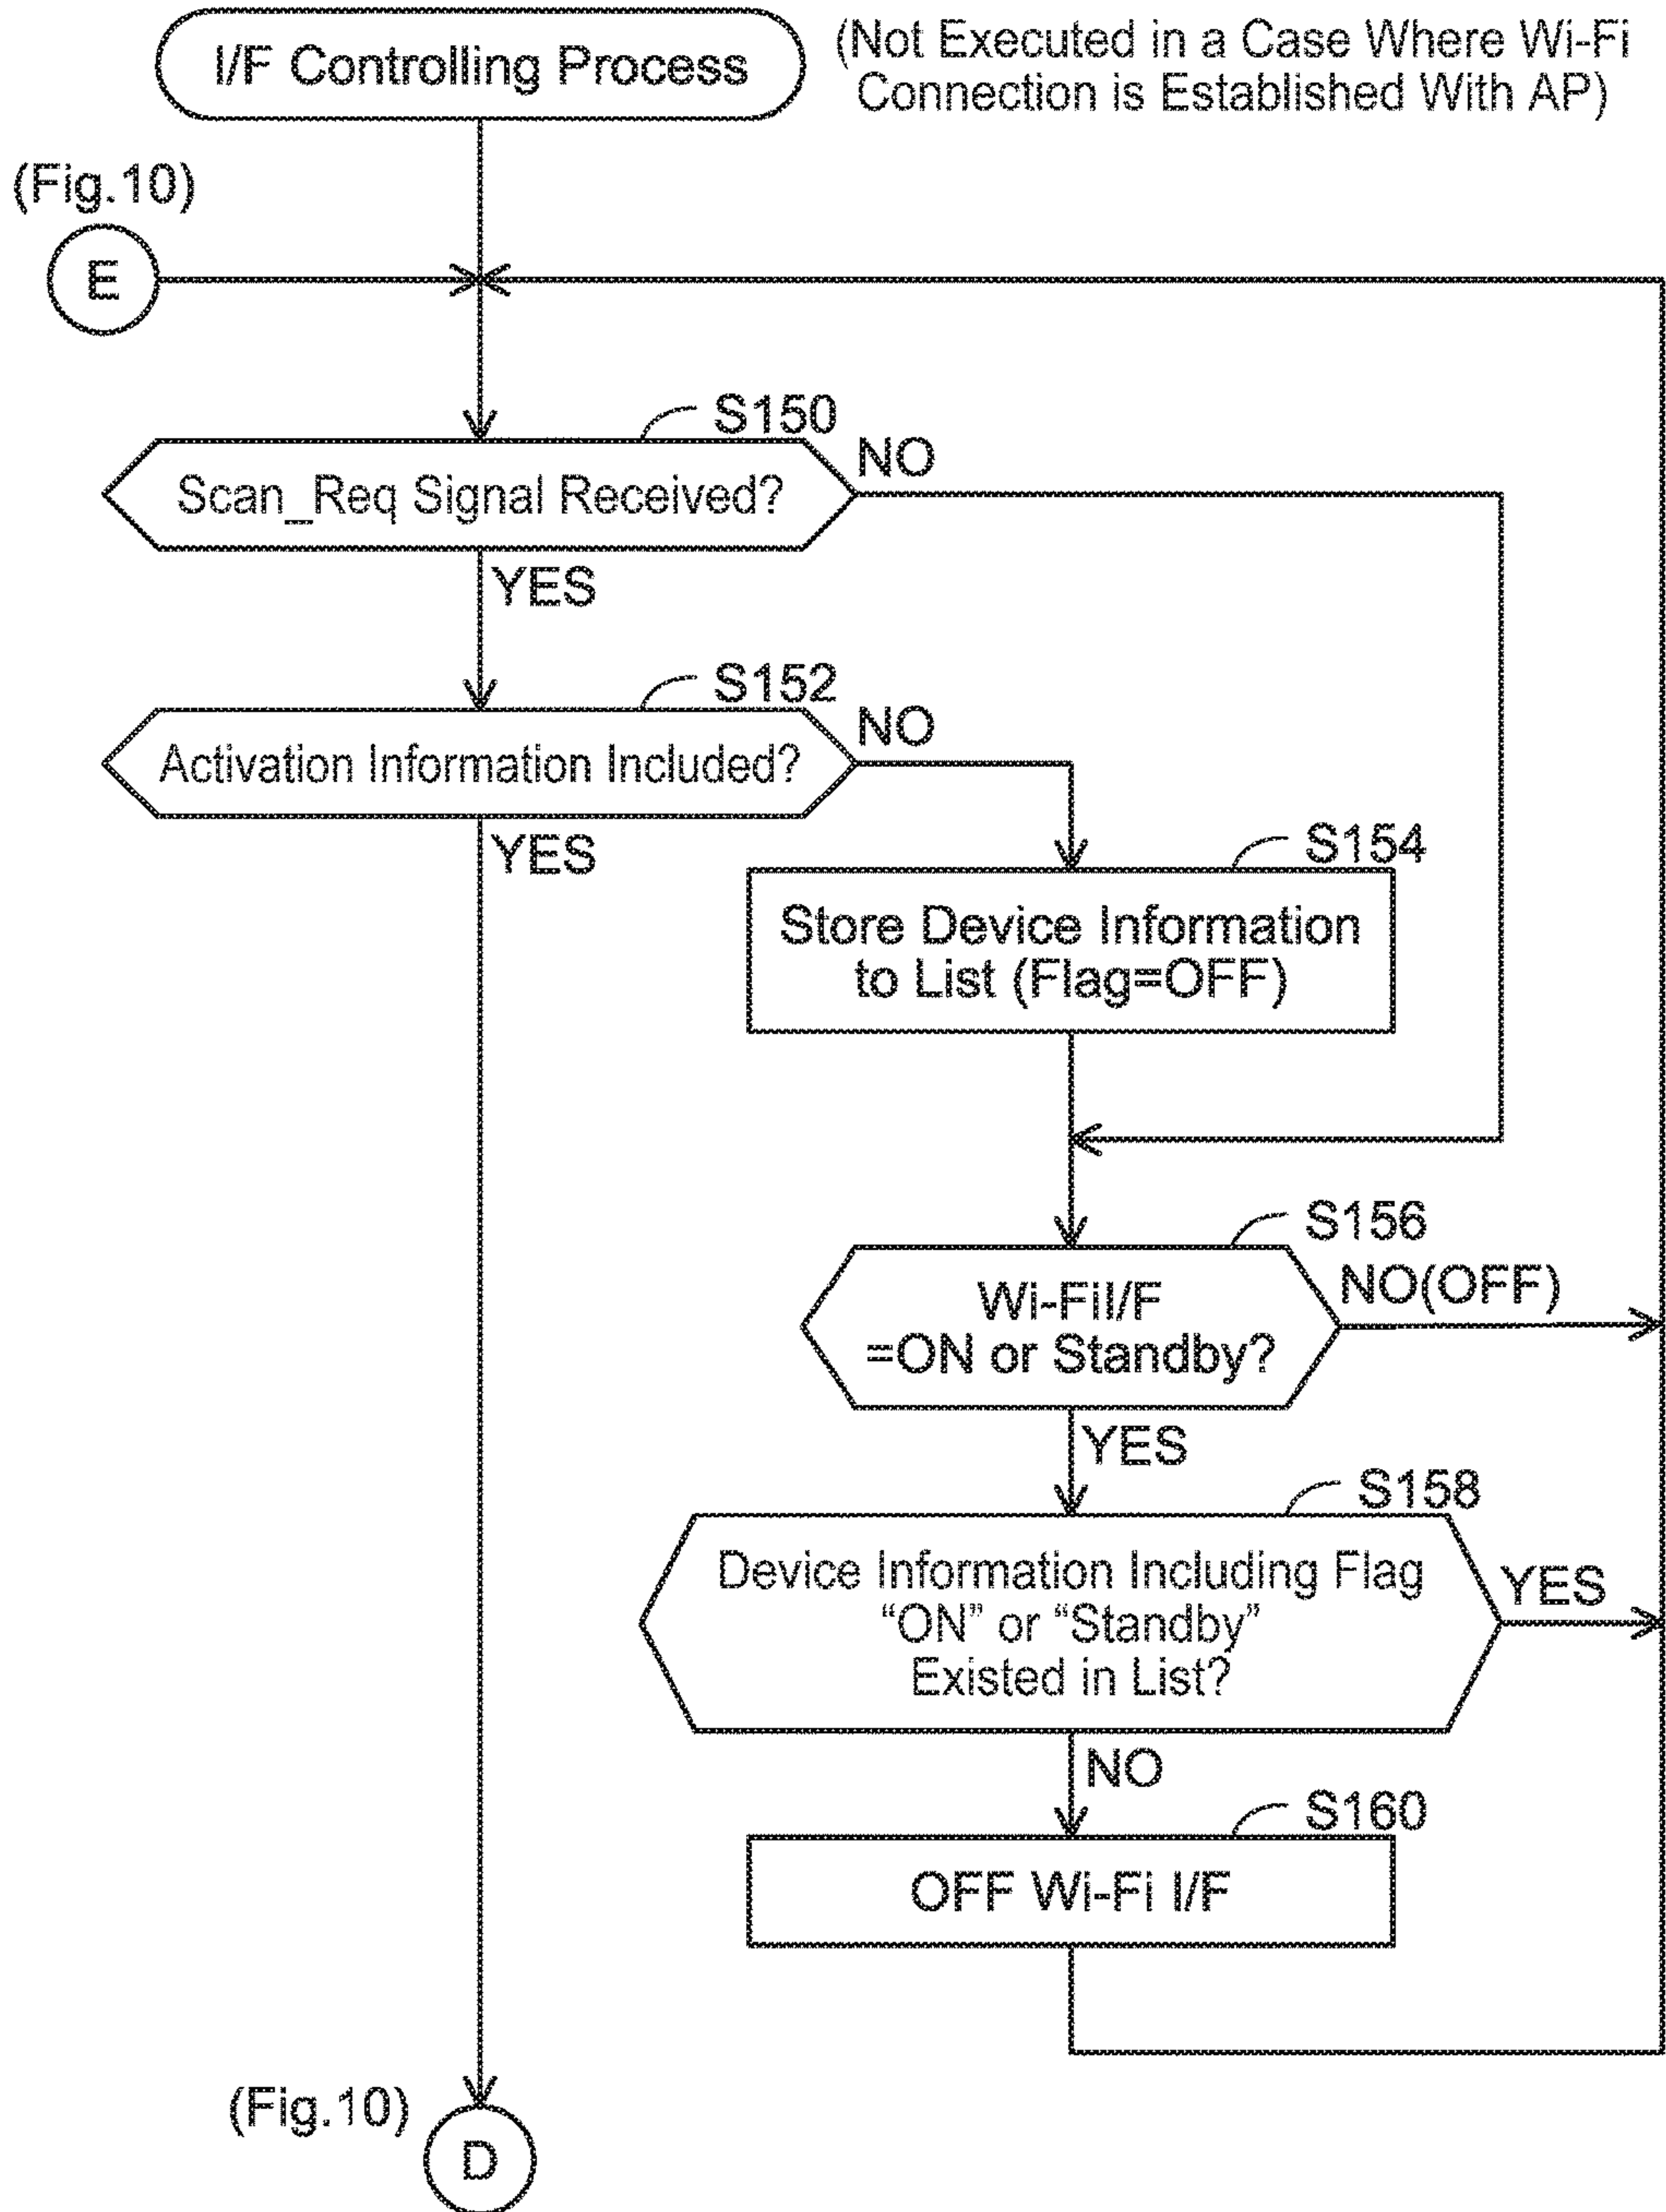 I/F Controlling Process
(Not Executed in a Case Where Wi-Fi
Connection is Established With AP)
(Fig.10)
E
S150
Scan_Req Signal Received?
NO
YES
S152
Activation Information Included?
NO
YES
S154
Store Device Information
to List (Flag=OFF)
S156
Wi-FiI/F
=ON or Standby?
NO(OFF)
YES
S158
Device Information Including Flag
“ON” or “Standby”
Existed in List?
YES
NO
S160
OFF Wi-Fi I/F
(Fig.10)
D